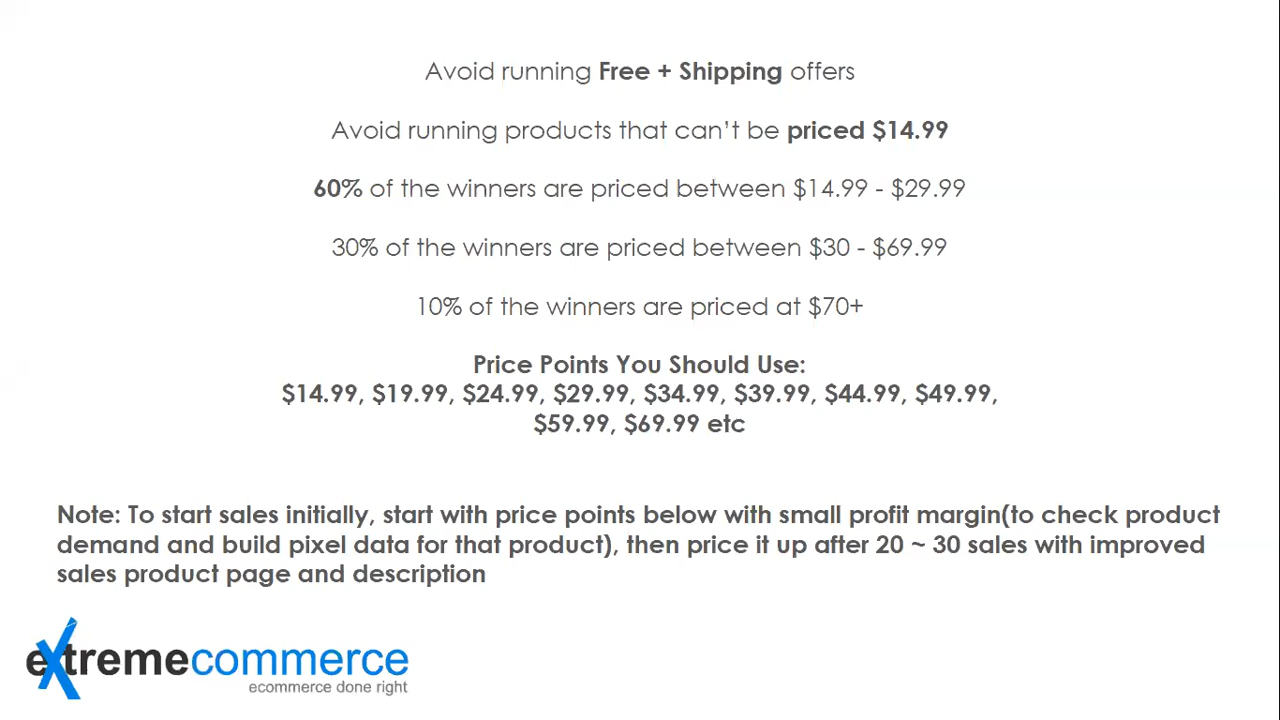 Avoid running Free + Shipping offers
Avoid running products that can't be priced $14.99
60% of the winners are priced between $14.99 - $29.99
30% of the winners are priced between $30 - $69.99
10% of the winners are priced at $70+
Price Points You Should Use:
$14.99, $19.99, $24.99, $29.99, $34.99, $39.99, $44.99, $49.99,
$59.99, $69.99 etc
Note: To start sales initially, start with price points below with small profit margin(to check product
demand and build pixel data for that product), then price it up after 20 ~ 30 sales with improved
sales product page and description
extremecommerce
ecommerce done right